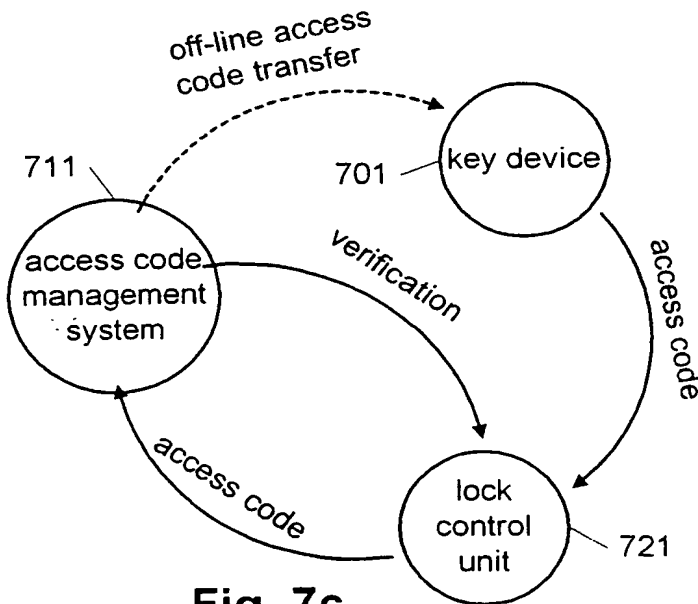 off-line access
code transfer
711
701
key device
access code
management
system
verification
access code
access code
lock
control
unit
721
Fig. 7c